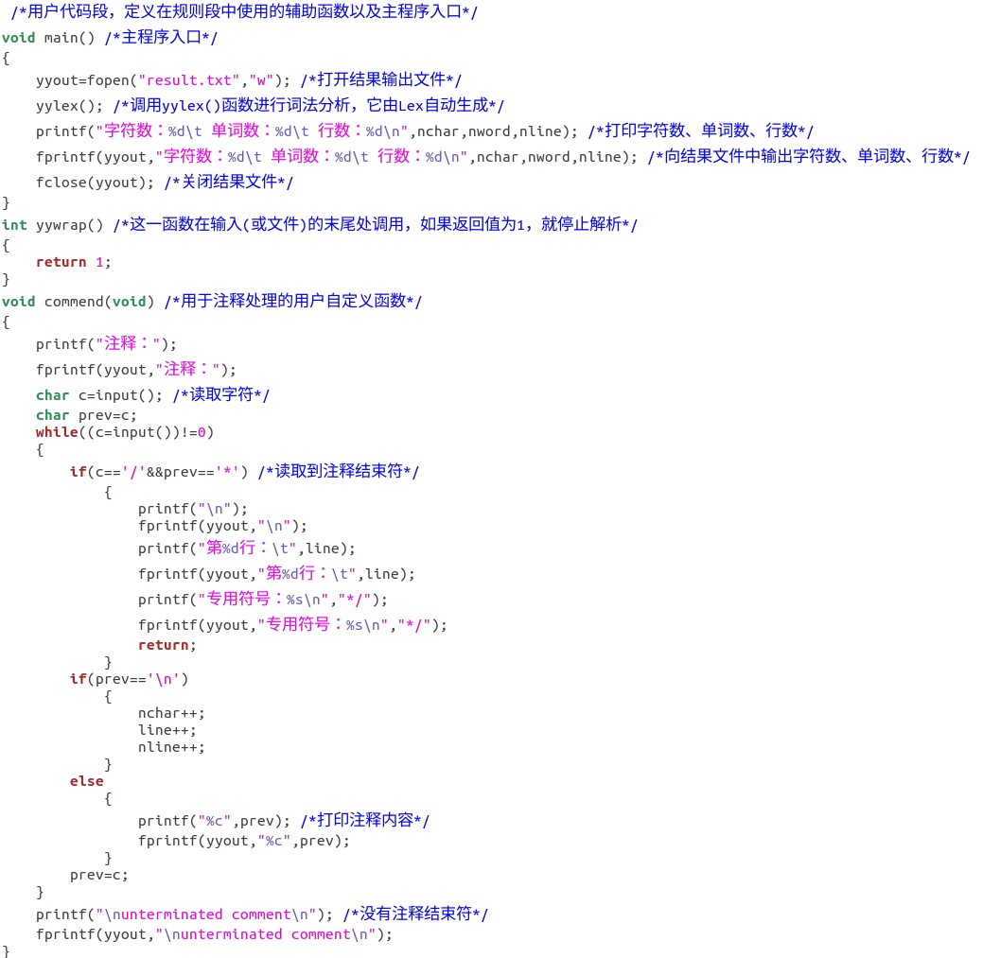 /*用户代码段，定义在规则段中使用的辅助函数以及主程序入口*/
void main() /*主程序入口*/
{
    yyout=fopen("result.txt","w"); /*打开结果输出文件*/
    yylex(); /*调用yylex()函数进行词法分析，它由Lex自动生成*/
    printf("字符数：%d\t 单词数：%d\t 行数：%d\n",nchar,nword,nline); /*打印字符数、单词数、行数*/
    fprintf(yyout,"字符数：%d\t 单词数：%d\t 行数：%d\n",nchar,nword,nline); /*向结果文件中输出字符数、单词数、行数*/
    fclose(yyout); /*关闭结果文件*/
}
int yywrap() /*这一函数在输入(或文件)的末尾处调用，如果返回值为1，就停止解析*/
{
    return 1;
}
void commend(void) /*用于注释处理的用户自定义函数*/
{
    printf("注释：");
    fprintf(yyout,"注释：");
    char c=input(); /*读取字符*/
    char prev=c;
    while((c=input())!=0)
    {
        if(c=='/'&&prev=='*') /*读取到注释结束符*/
            {
                printf("\n");
                fprintf(yyout,"\n");
                printf("第%d行：\t",line);
                fprintf(yyout,"第%d行：\t",line);
                printf("专用符号：%s\n","*/");
                fprintf(yyout,"专用符号：%s\n","*/");
                return;
            }
        if(prev=='\n')
            {
                nchar++;
                line++;
                nline++;
            }
        else
            {
                printf("%c",prev); /*打印注释内容*/
                fprintf(yyout,"%c",prev);
            }
        prev=c;
    }
    printf("\nunterminated comment\n"); /*没有注释结束符*/
    fprintf(yyout,"\nunterminated comment\n");
}